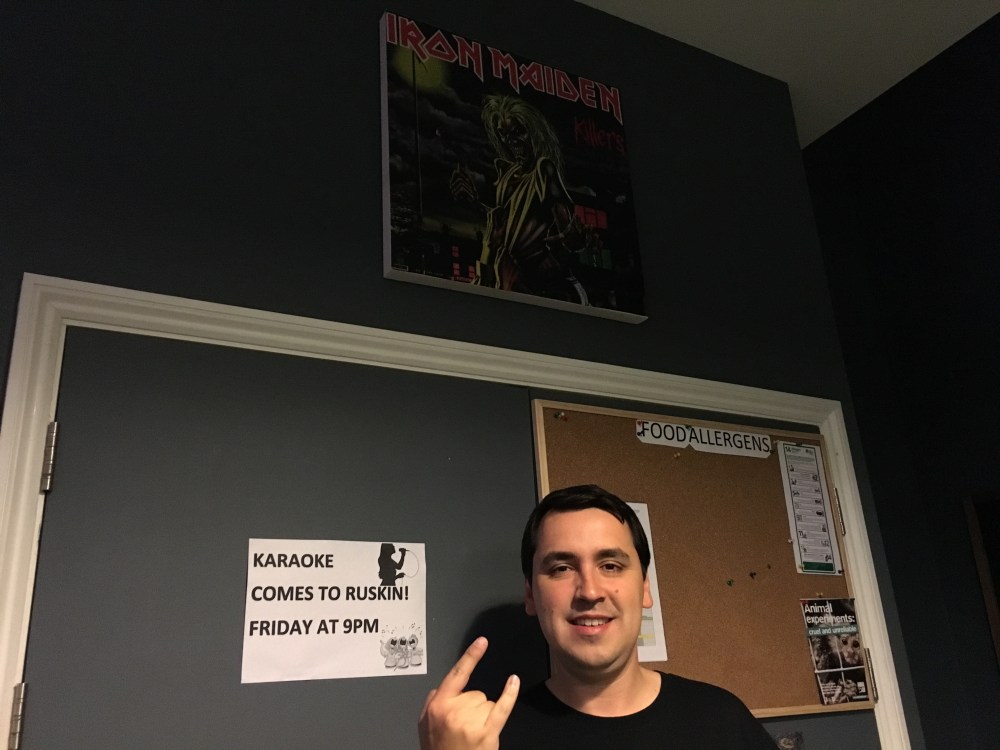 IRON MAIDEN
Killers
FOOD ALLERGENS
KARAOKE
COMES TO RUSKIN!
FRIDAY AT 9PM
Animal
experiments:
cruel and unreliable